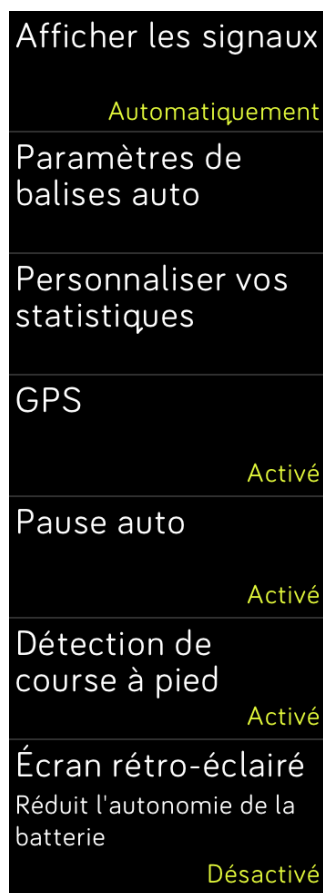 Afficher les signaux
Automatiquement
Paramètres de
balises auto
Personnaliser vos
statistiques
GPS
Activé
Pause auto
Activé
Détection de
course à pied
Activé
Écran rétro-éclairé
Réduit l'autonomie de la
batterie
Désactivé